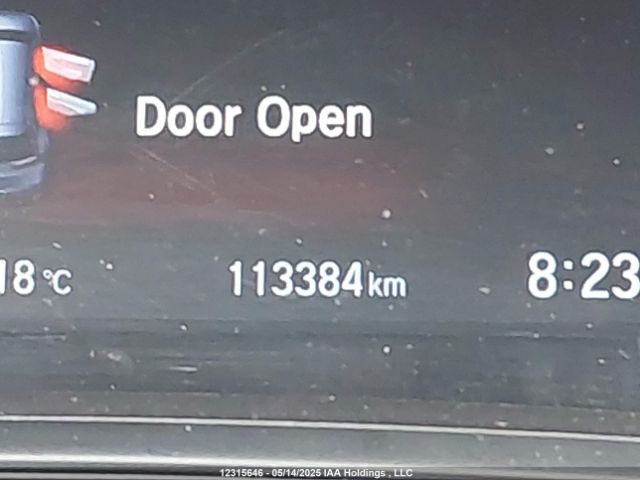 Door Open
18°C 113384 km 8:23
12315646 - 05/14/2025 IAA Holdings , LLC